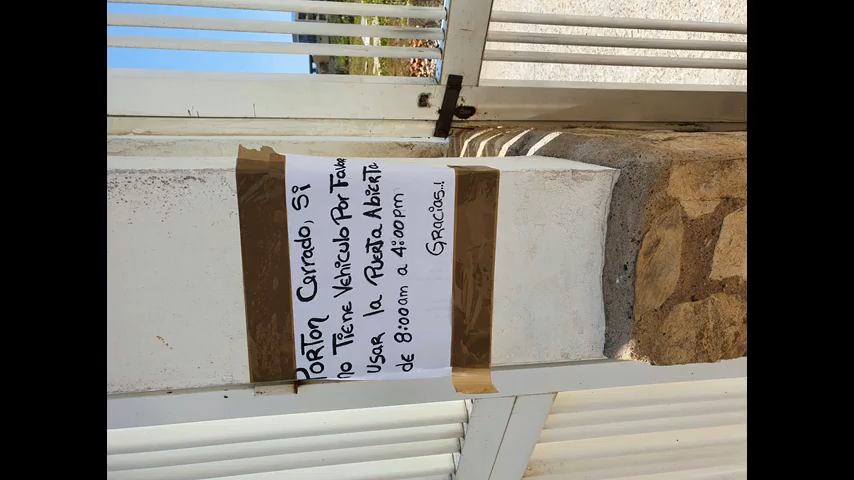 PORTON Cerrado, Si
no Tiene Vehiculo Por Favor
usar la Puerta Abierta
de 8:00am a 4:00pm
Gracias..!